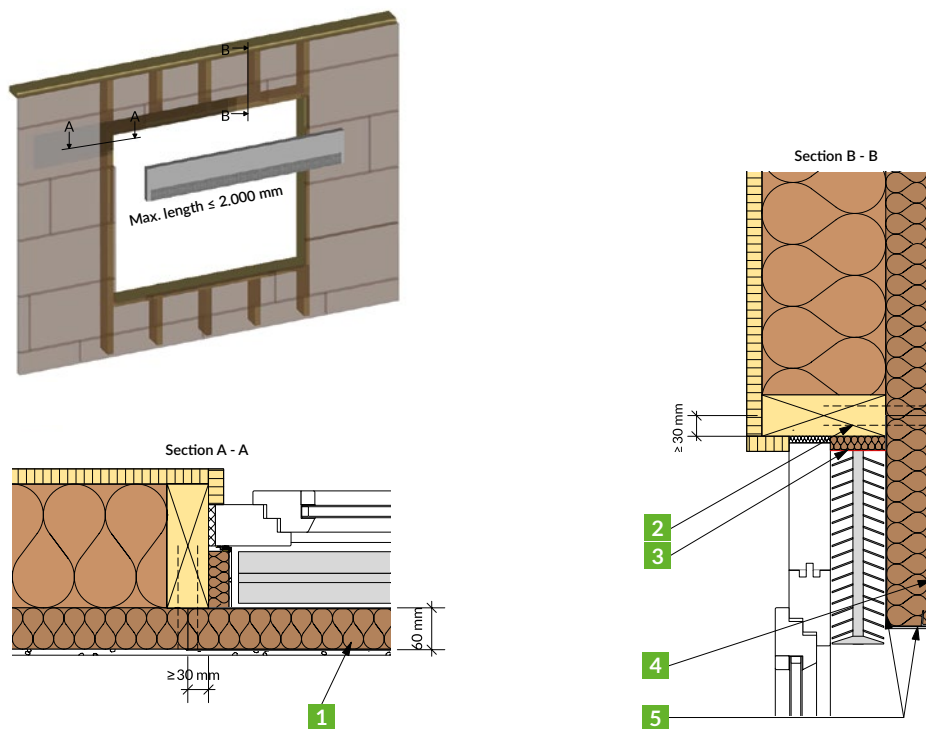 B
B
A
A
Max. length ≤ 2.000 mm
Section B - B
≥ 30 mm
Section A - A
2
3
60 mm
4
≥ 30 mm
1
5